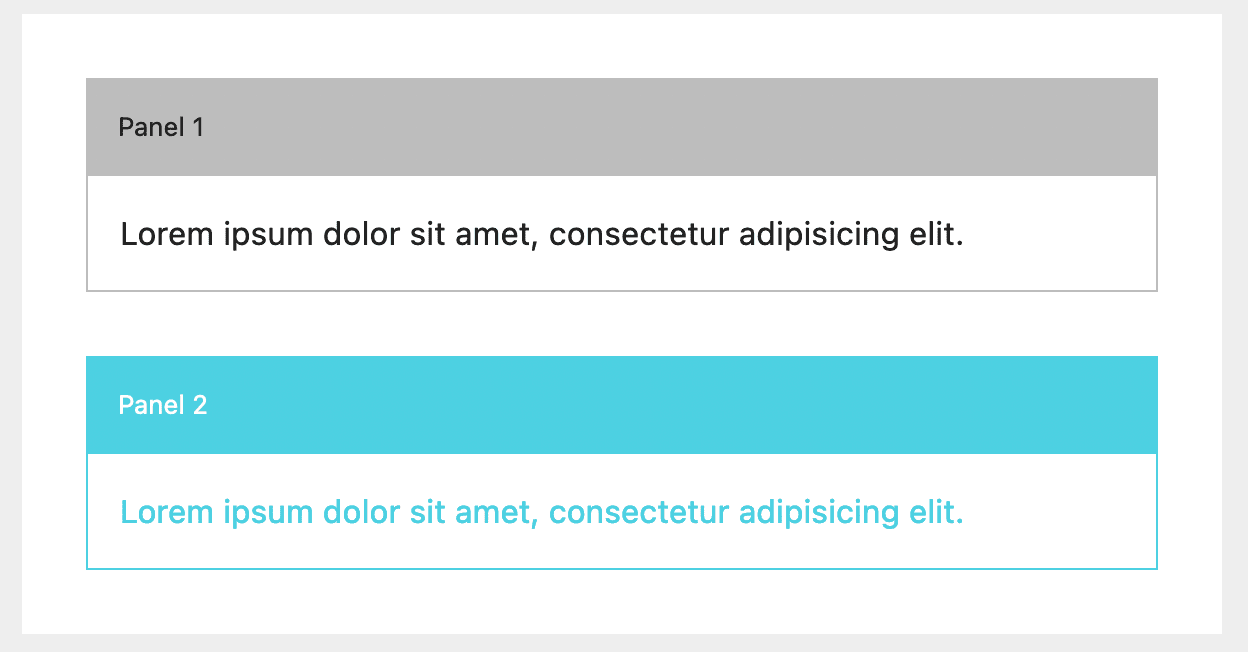 Panel 1
Lorem ipsum dolor sit amet, consectetur adipisicing elit.
Panel 2
Lorem ipsum dolor sit amet, consectetur adipisicing elit.